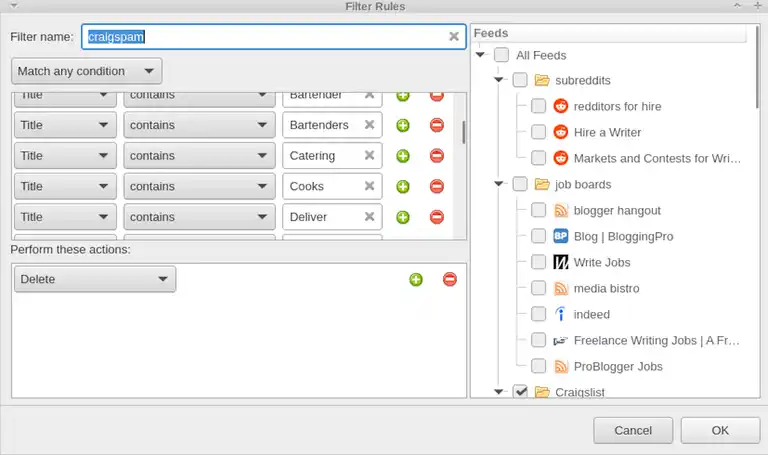 Filter Rules
Filter name: craigspam
Match any condition
Title contains Bartender
Title contains Bartenders
Title contains Catering
Title contains Cooks
Title contains Deliver
Perform these actions:
Delete
Feeds
All Feeds
subreddits
redditors for hire
Hire a Writer
Markets and Contests for Wri...
job boards
blogger hangout
BP Blog | BloggingPro
Write Jobs
media bistro
indeed
Freelance Writing Jobs | A Fr...
ProBlogger Jobs
Craigslist
Cancel OK